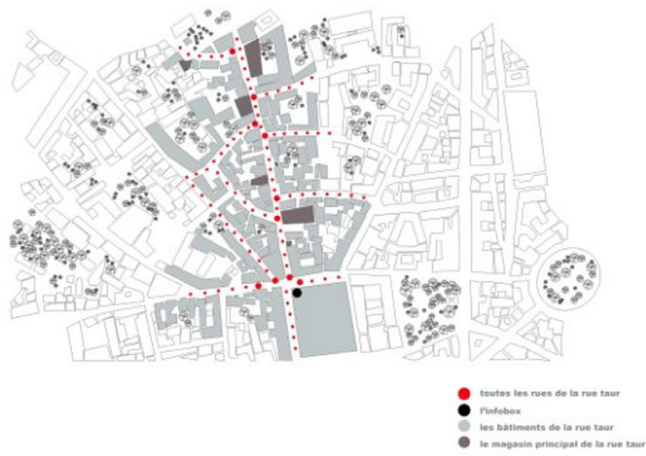 toutes les rues de la rue taur
l'infobox
les bâtiments de la rue taur
le magasin principal de la rue taur